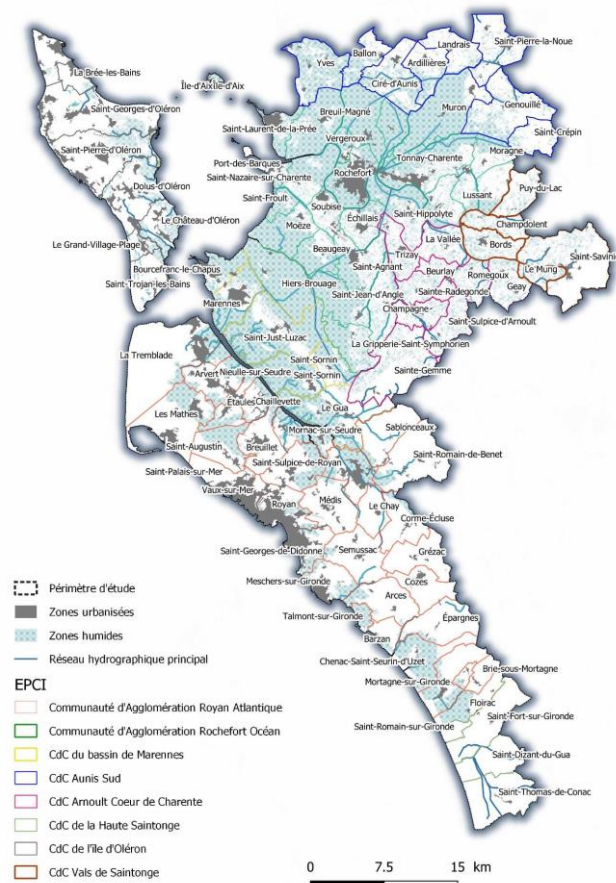 Saint-Pierre-la-Noue
Landrais
Ballon
Ardillières
Yves
La Brée-les-Bains
Île-d'AixÎle-d'Aix
Ciré-d'Aunis
Genouillé
Saint-Georges-d'Oléron
Breuil-Magné
Muron
Saint-Laurent-de-la-Prée
Vergeroux
Saint-Crépin
Saint-Pierre-d'Oléron
Port-des-Barques
Tonnay-Charente
Moragne
Saint-Nazaire-sur-Charente
Rochefort
Dolus-d'Oléron
Saint-Froult
Soubise
Lussant
Puy-du-Lac
Le Château-d'Oléron
Moëze
Échillais
Saint-Hippolyte
Champdolent
Le Grand-Village-Plage
Beaugeay
La Vallée
Bords
Trizay
Saint-Savini
Bourcefranc-le-Chapus
Saint-Agnant
Beurlay
Romegoux
Le Mung
Saint-Trojan-les-Bains
Hiers-Brouage
Saint-Jean-d'Angle
Sainte-Radegonde
Geay
Marennes
Champagne
Saint-Sulpice-d'Arnoult
Saint-Just-Luzac
La Gripperie-Saint-Symphorien
La Tremblade
Saint-Sornin
Sainte-Gemme
Arvert
Nieulle-sur-Seudre
Saint-Sornin
Étaules
Chaillevette
Les Mathes
Le Gua
Mornac-sur-Seudre
Sablonceaux
Saint-Augustin
Breuillet
Saint-Romain-de-Benet
Saint-Palais-sur-Mer
Saint-Sulpice-de-Royan
Vaux-sur-Mer
Médis
Royan
Le Chay
Corme-Écluse
Saint-Georges-de-Didonne
Semussac
Grézac
Meschers-sur-Gironde
Cozes
Arces
Talmont-sur-Gironde
Épargnes
Barzan
Chenac-Saint-Seurin-d'Uzet
Brie-sous-Mortagne
Mortagne-sur-Gironde
Floirac
Saint-Fort-sur-Gironde
Saint-Romain-sur-Gironde
Saint-Dizant-du-Gua
Saint-Thomas-de-Conac
Périmètre d'étude
Zones urbanisées
Zones humides
Réseau hydrographique principal
EPCI
Communauté d'Agglomération Royan Atlantique
Communauté d'Agglomération Rochefort Océan
CdC du bassin de Marennes
CdC Aunis Sud
CdC Arnoult Coeur de Charente
CdC de la Haute Saintonge
CdC de l'île d'Oléron
CdC Vals de Saintonge
0 7.5 15 km